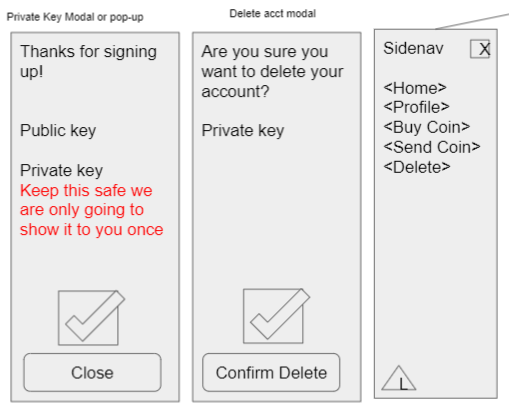 Private Key Modal or pop-up
Thanks for signing
up!
Public key
Private key
Keep this safe we
are only going to
show it to you once
Close
Delete acct modal
Are you sure you
want to delete your
account?
Private key
Confirm Delete
Sidenav
X
<Home>
<Profile>
<Buy Coin>
<Send Coin>
<Delete>
L